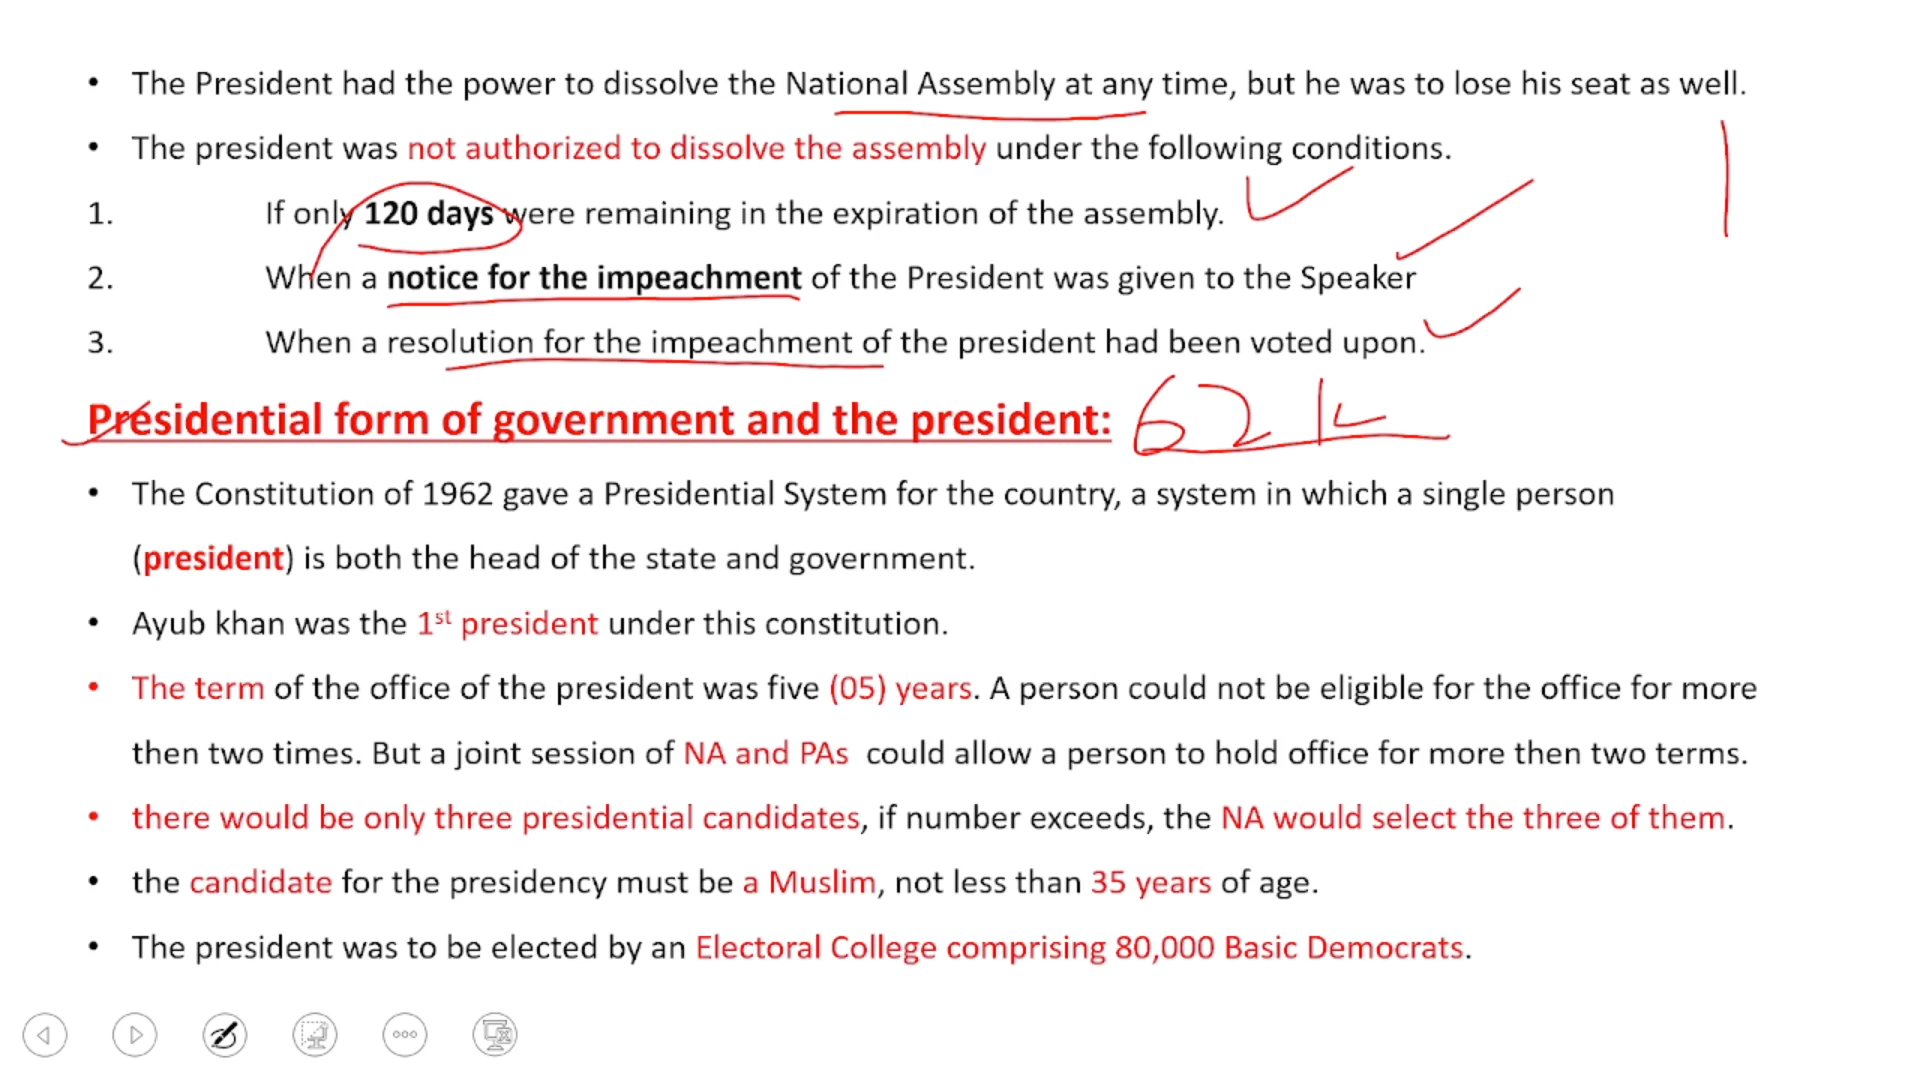 • The President had the power to dissolve the National Assembly at any time, but he was to lose his seat as well.
• The president was not authorized to dissolve the assembly under the following conditions.
1. If only 120 days were remaining in the expiration of the assembly.
2. When a notice for the impeachment of the President was given to the Speaker
3. When a resolution for the impeachment of the president had been voted upon.
Presidential form of government and the president: 62
• The Constitution of 1962 gave a Presidential System for the country, a system in which a single person
(president) is both the head of the state and government.
• Ayub khan was the 1st president under this constitution.
• The term of the office of the president was five (05) years. A person could not be eligible for the office for more
then two times. But a joint session of NA and PAs could allow a person to hold office for more then two terms.
• there would be only three presidential candidates, if number exceeds, the NA would select the three of them.
• the candidate for the presidency must be a Muslim, not less than 35 years of age.
• The president was to be elected by an Electoral College comprising 80,000 Basic Democrats.